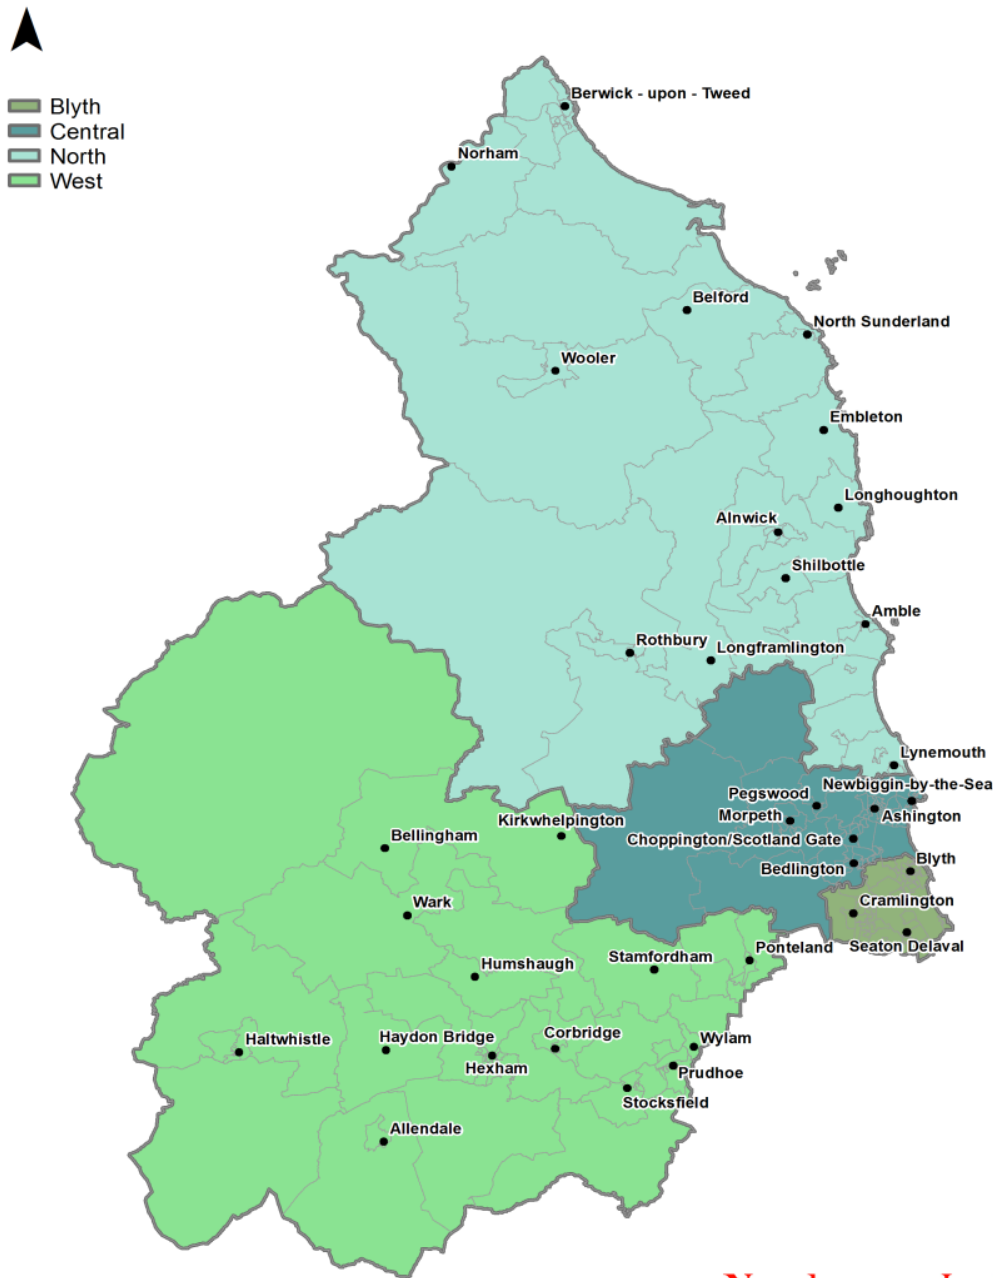 Blyth
Central
North
West
Berwick - upon - Tweed
Norham
Belford
North Sunderland
Wooler
Embleton
Longhoughton
Alnwick
Shilbottle
Amble
Rothbury
Longframlington
Lynemouth
Newbiggin-by-the-Sea
Pegswood
Ashington
Morpeth
Kirkwhelpington
Choppington/Scotland Gate
Bellingham
Blyth
Bedlington
Cramlington
Wark
Seaton Delaval
Ponteland
Stamfordham
Humshaugh
Haltwhistle
Haydon Bridge
Corbridge
Wylam
Hexham
Prudhoe
Stocksfield
Allendale